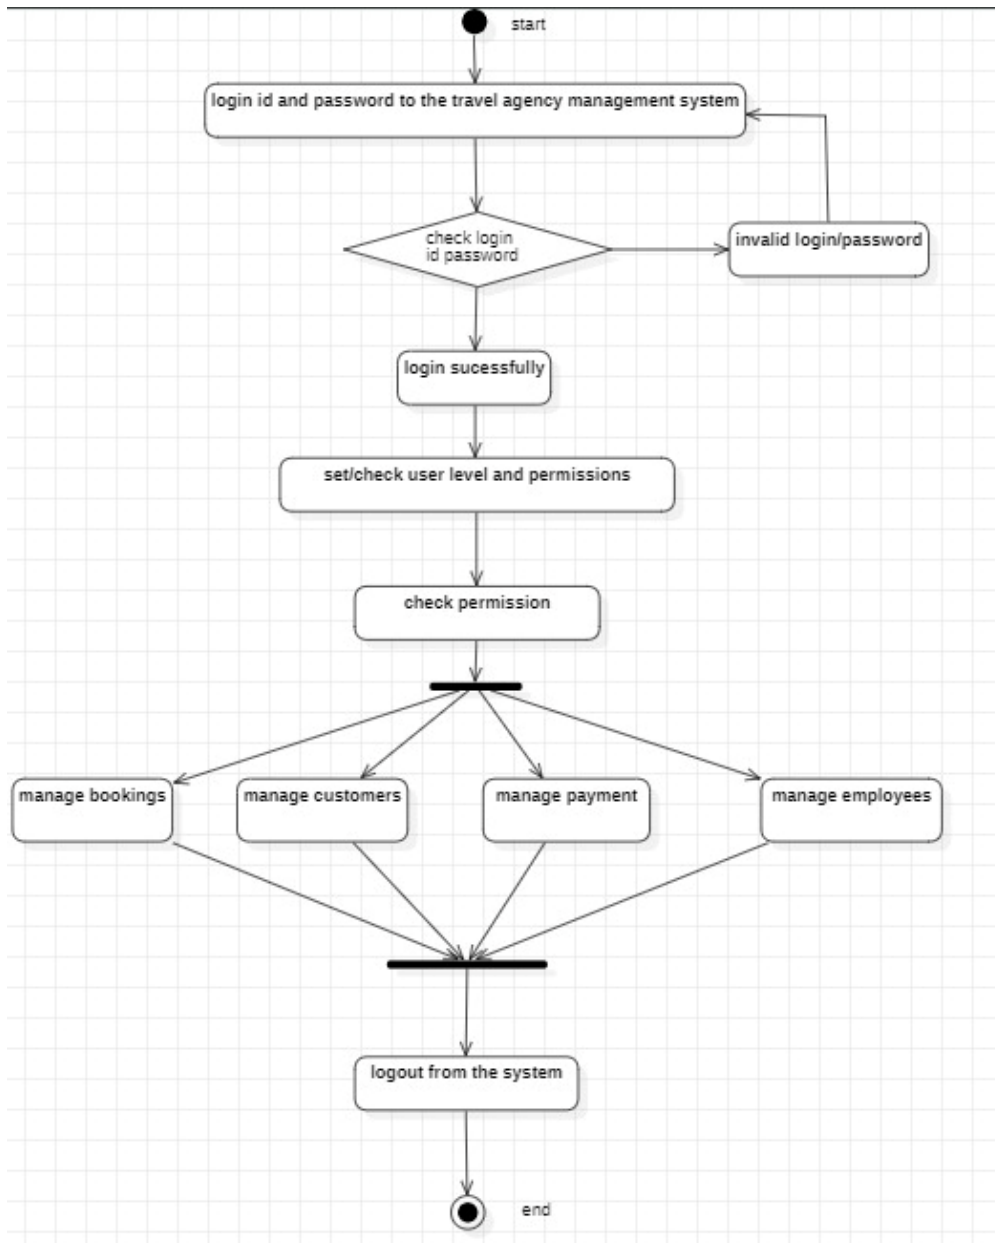 start
login id and password to the travel agency management system
check login
id password
invalid login/password
login sucessfully
set/check user level and permissions
check permission
manage bookings
manage customers
manage payment
manage employees
logout from the system
end